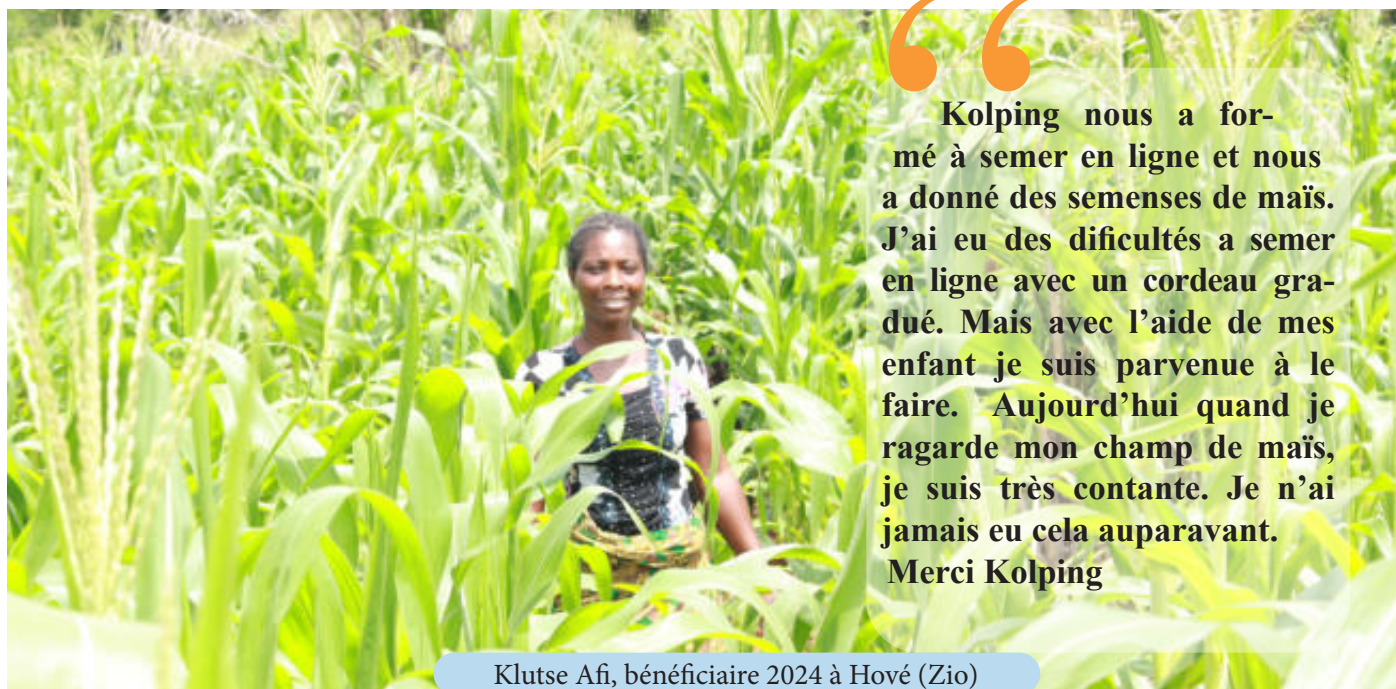 “
Kolping nous a for-
mé à semer en ligne et nous
a donné des semenses de maïs.
J’ai eu des dificultés a semer
en ligne avec un cordeau gra-
dué. Mais avec l’aide de mes
enfant je suis parvenue à le
faire. Aujourd’hui quand je
ragarde mon champ de maïs,
je suis très contante. Je n’ai
jamais eu cela auparavant.
Merci Kolping
Klutse Afi, bénéficiaire 2024 à Hové (Zio)